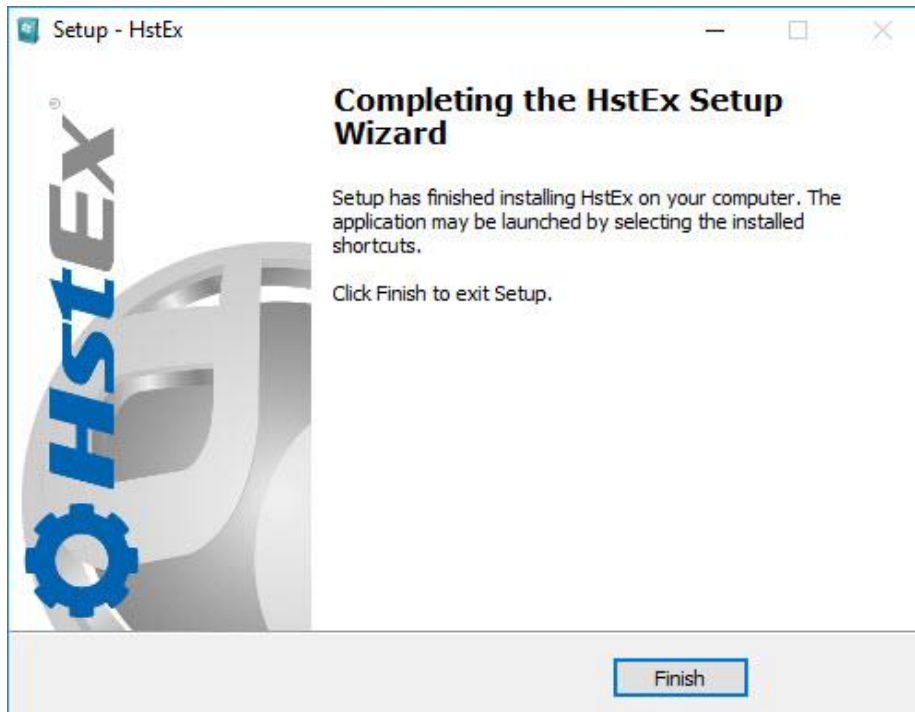 Setup - HstEx
HstEx®
Completing the HstEx Setup
Wizard
Setup has finished installing HstEx on your computer. The
application may be launched by selecting the installed
shortcuts.
Click Finish to exit Setup.
Finish